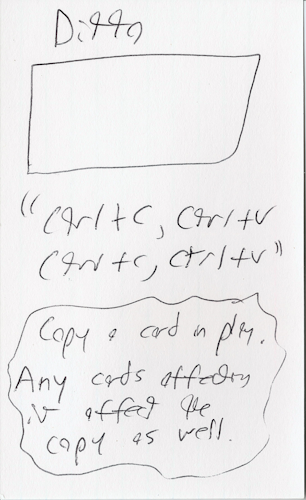 Ditto
"Ctrl+C, Ctrl+V
Ctrl+C, Ctrl+V"
Copy a card in play.
Any cards affecting
it affect the
copy as well.